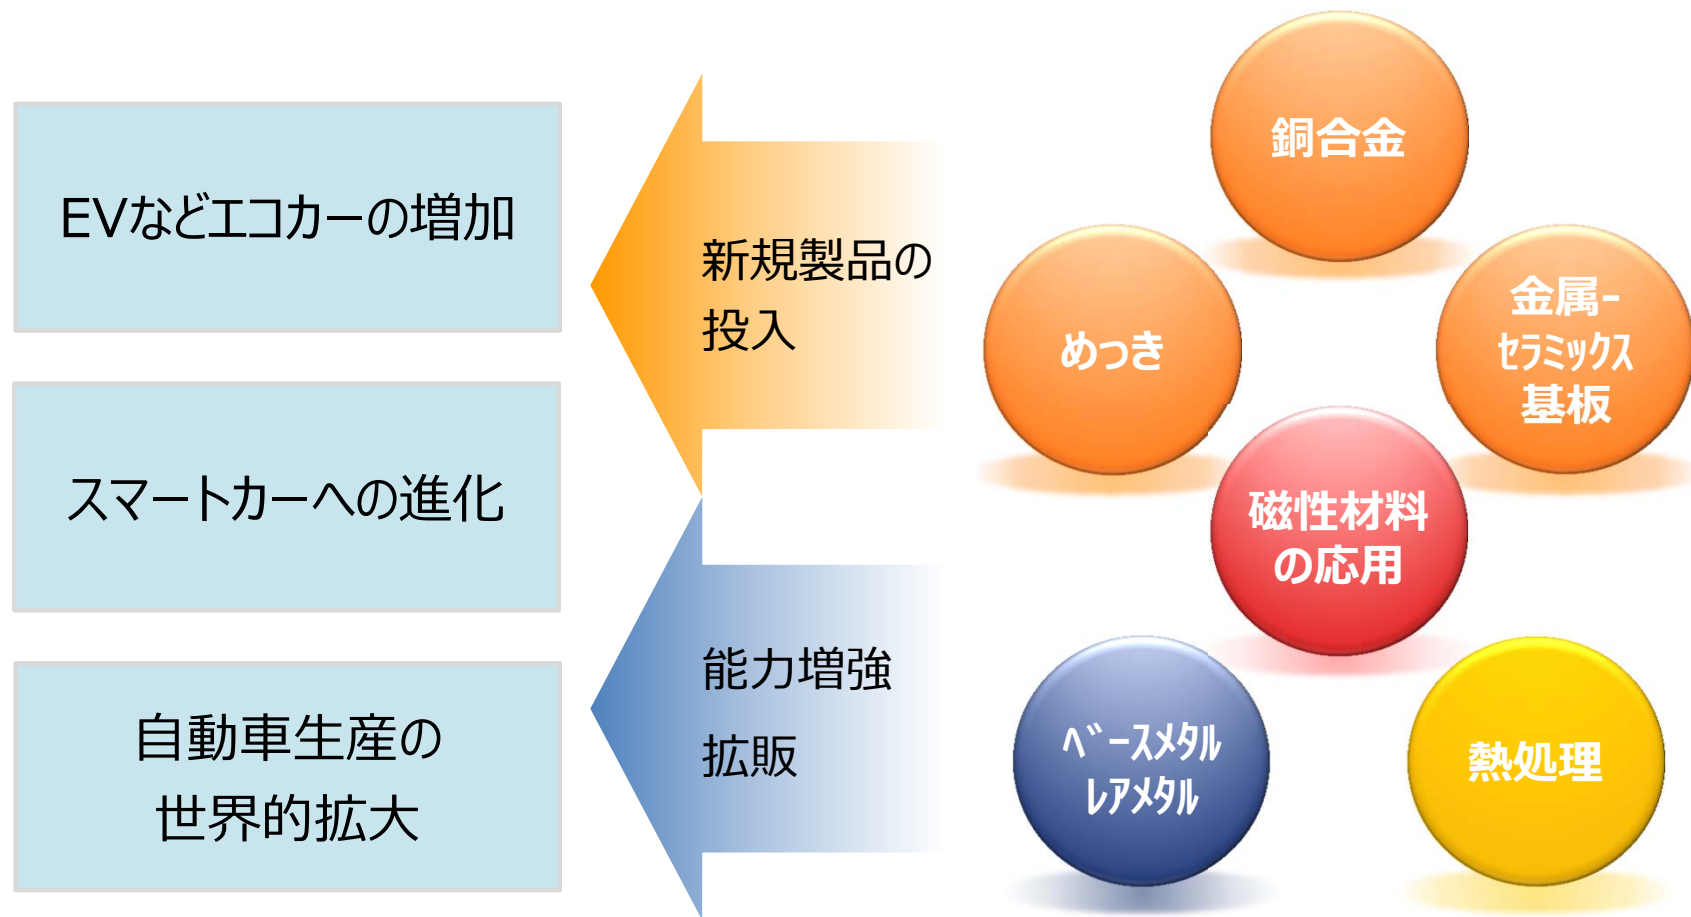 EVなどエコカーの増加
スマートカーへの進化
自動車生産の
世界的拡大
新規製品の
投入
能力増強
拡販
銅合金
めっき
金属-
ｾﾗﾐｯｸｽ
基板
磁性材料
の応用
ﾍﾞｰｽﾒﾀﾙ
ﾚｱﾒﾀﾙ
熱処理